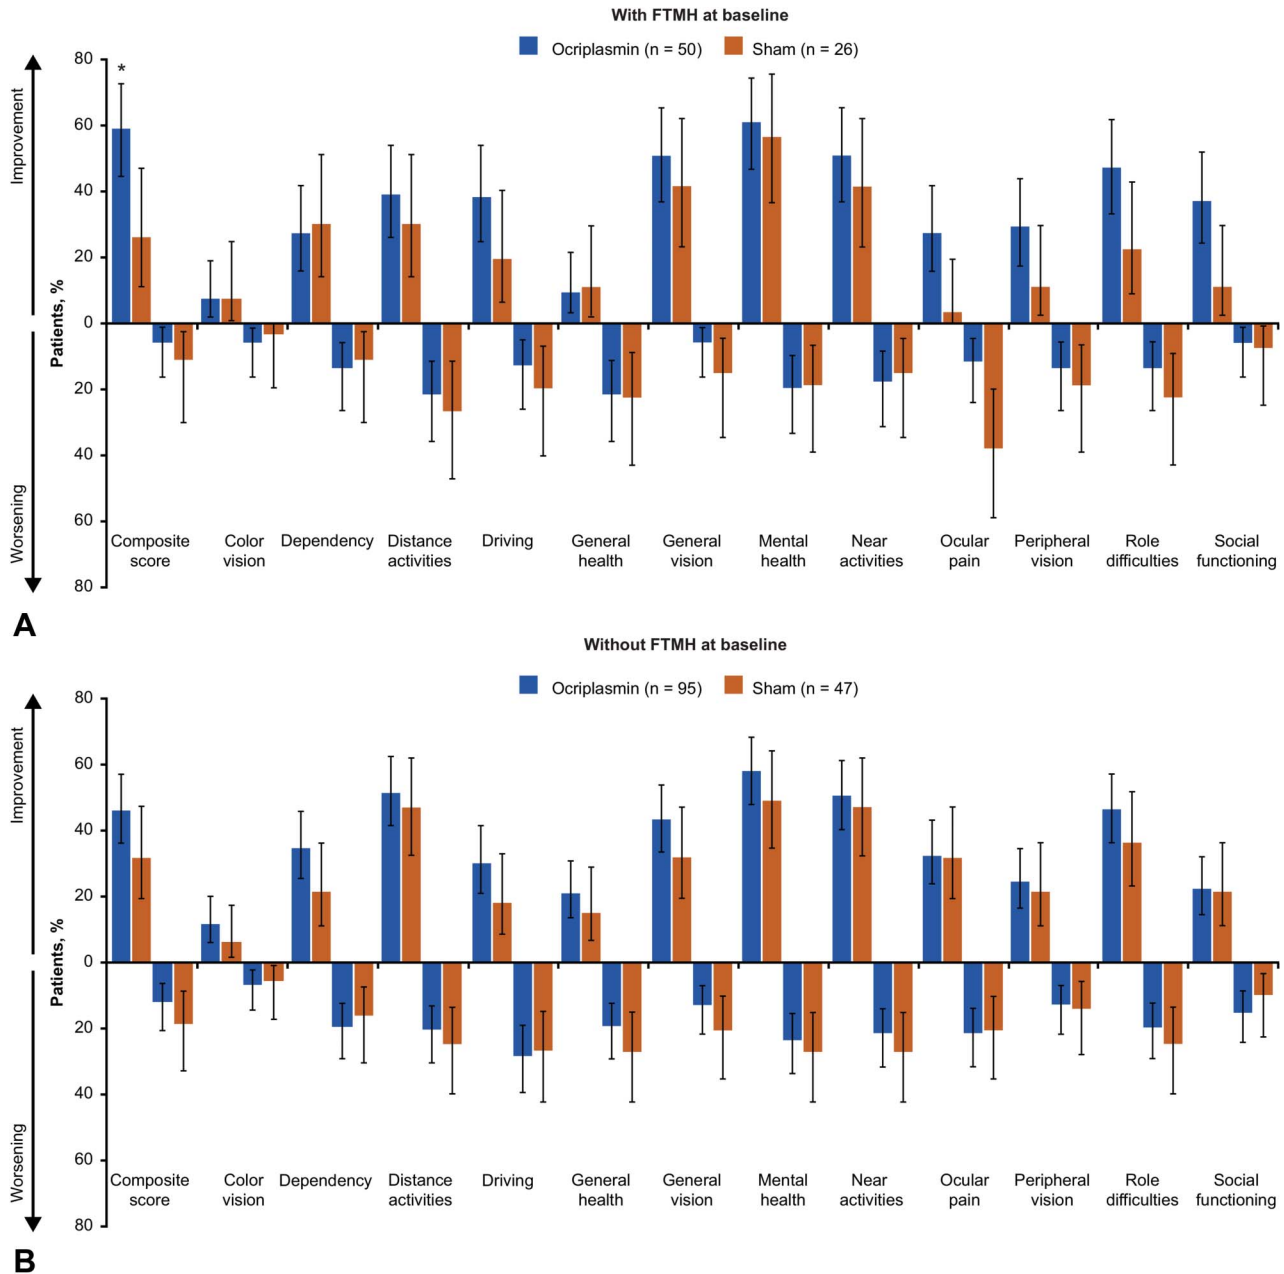 With FTMH at baseline
Ocriplasmin (n = 50) Sham (n = 26)
Improvement
Worsening
Patients, %
80
60
40
20
0
20
40
60
80
*
Composite score
Color vision
Dependency
Distance activities
Driving
General health
General vision
Mental health
Near activities
Ocular pain
Peripheral vision
Role difficulties
Social functioning
A
Without FTMH at baseline
Ocriplasmin (n = 95) Sham (n = 47)
Improvement
Worsening
Patients, %
80
60
40
20
0
20
40
60
80
Composite score
Color vision
Dependency
Distance activities
Driving
General health
General vision
Mental health
Near activities
Ocular pain
Peripheral vision
Role difficulties
Social functioning
B